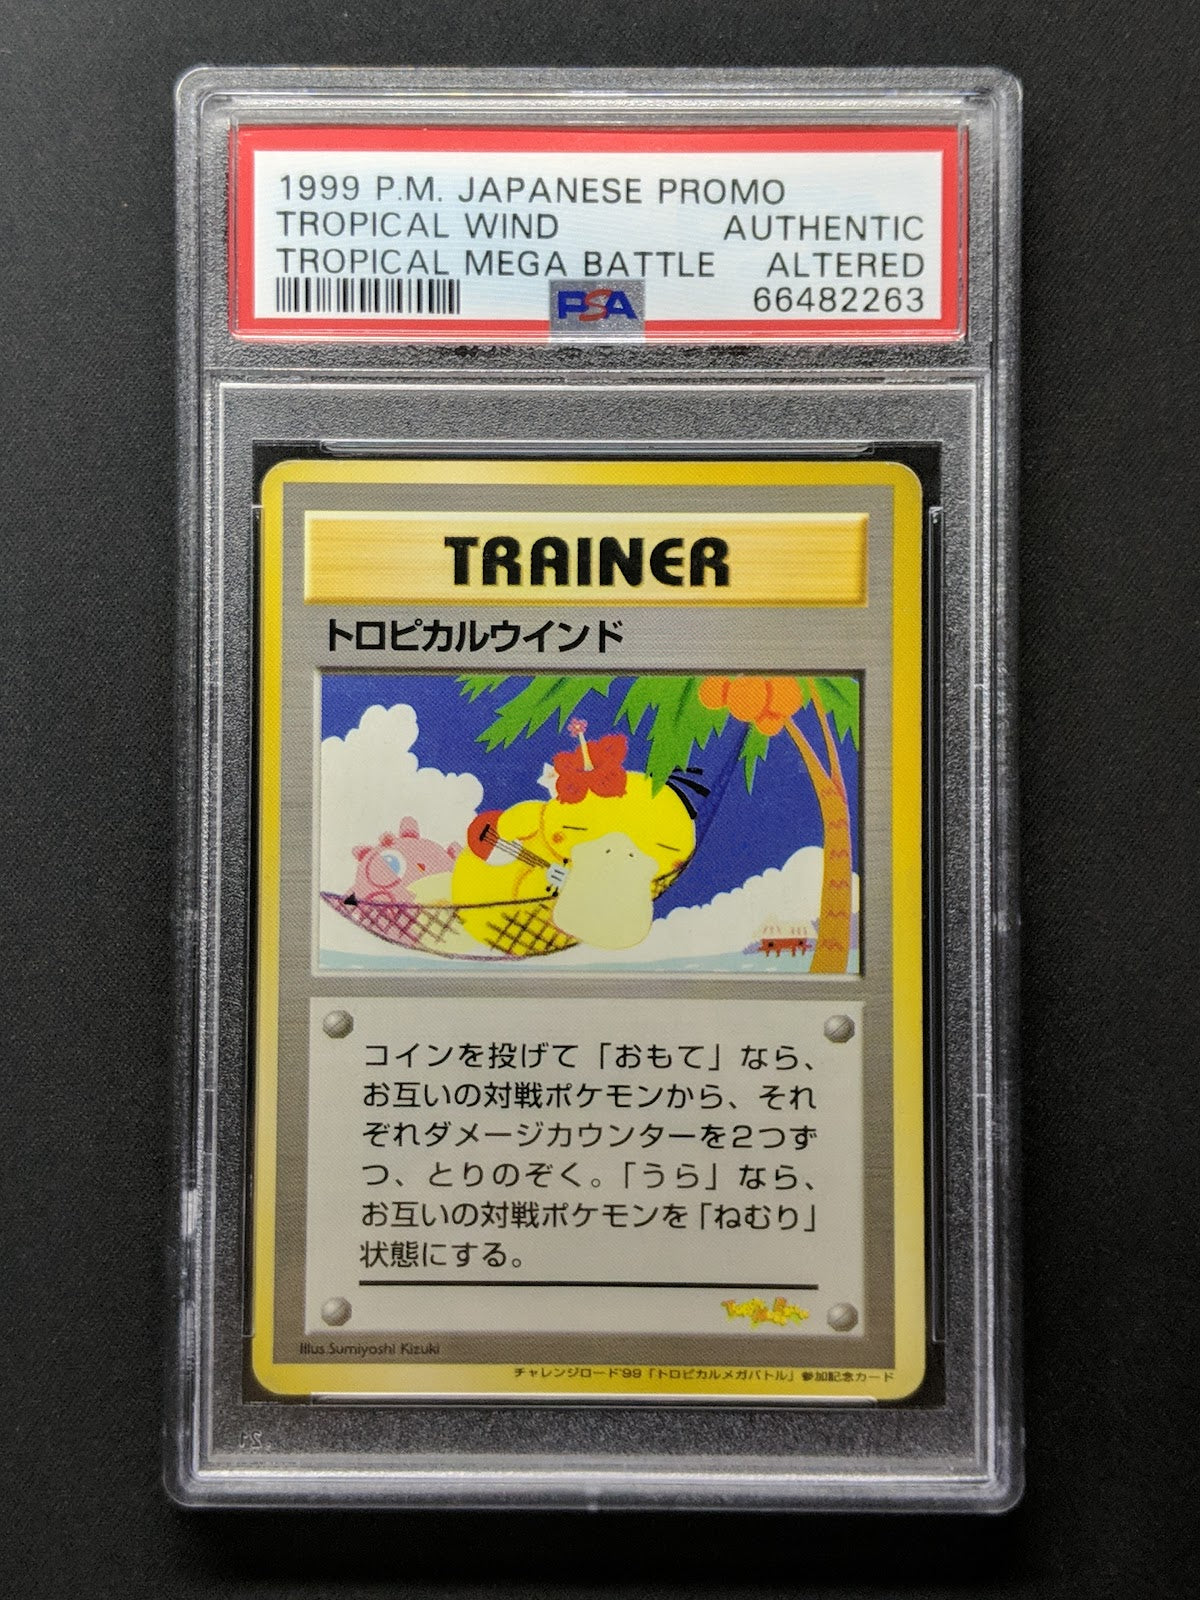 1999 P.M. JAPANESE PROMO
TROPICAL WIND AUTHENTIC
TROPICAL MEGA BATTLE ALTERED
PSA 66482263
TRAINER
トロピカルウインド
コインを投げて「おもて」なら、
お互いの対戦ポケモンから、それ
ぞれダメージカウンターを2つず
つ、とりのぞく。「うら」なら、
お互いの対戦ポケモンを「ねむり」
状態にする。
Illus.Sumiyoshi Kizuki
チャレンジロード'99「トロピカルメガバトル」参加記念カード